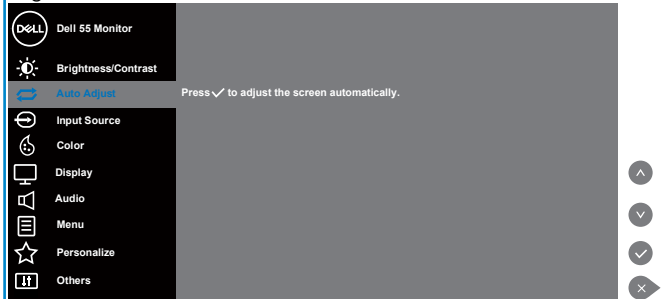 DELL
Dell 55 Monitor
Brightness/Contrast
Auto Adjust
Press ✓ to adjust the screen automatically.
Input Source
Color
Display
Audio
Menu
Personalize
Others